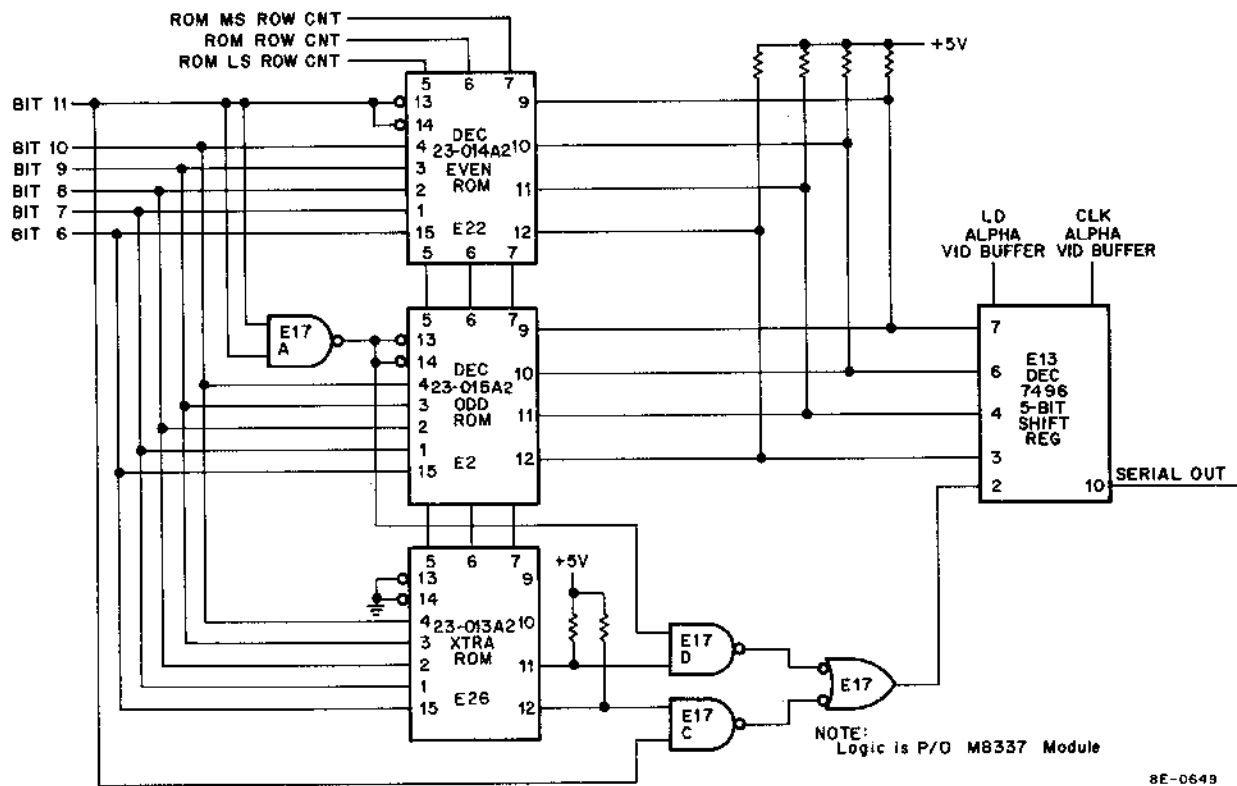 ROM MS ROW CNT
ROM ROW CNT
ROM LS ROW CNT
+5V
5 6 7
BIT 11
13
9
14
DEC
BIT 10
4
23-014A2
10
BIT 9
3
EVEN
BIT 8
2
ROM
11
BIT 7
1
BIT 6
15
E22
12
5 6 7
LD
ALPHA
VID BUFFER
CLK
ALPHA
VID BUFFER
5 6 7
E17
A
13
9
14
DEC
4
23-015A2
10
3
ODD
2
ROM
11
1
E2
12
15
7
E13
6
DEC
7496
4
5-BIT
SHIFT
3
REG
2
10
SERIAL OUT
5 6 7
+5V
13
9
14
4
23-013A2
10
3
XTRA
2
ROM
11
1
E26
15
12
E17
D
E17
C
E17
NOTE:
Logic is P/O M8337 Module
8E-0649